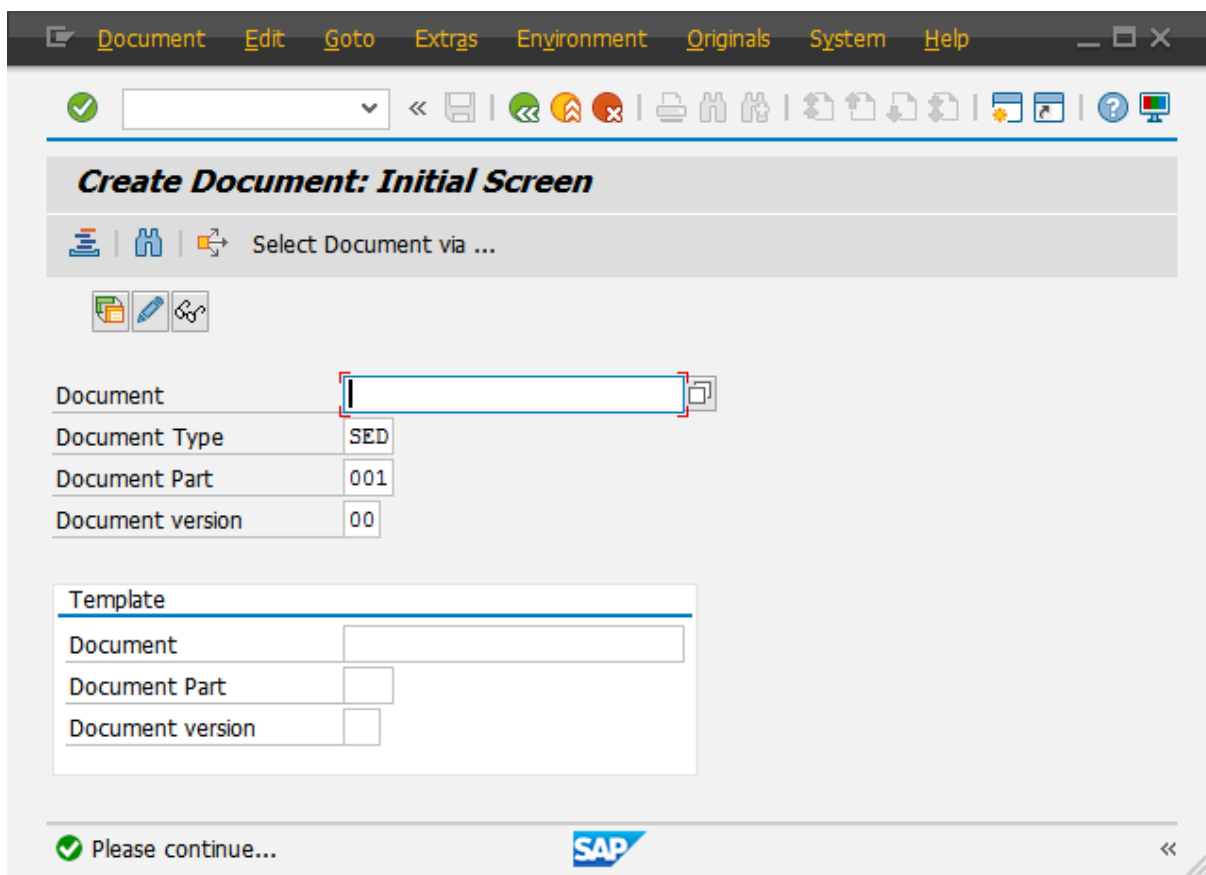 Document Edit Goto Extras Environment Originals System Help
Create Document: Initial Screen
Select Document via ...
Document
Document Type SED
Document Part 001
Document version 00
Template
Document
Document Part
Document version
Please continue...
SAP